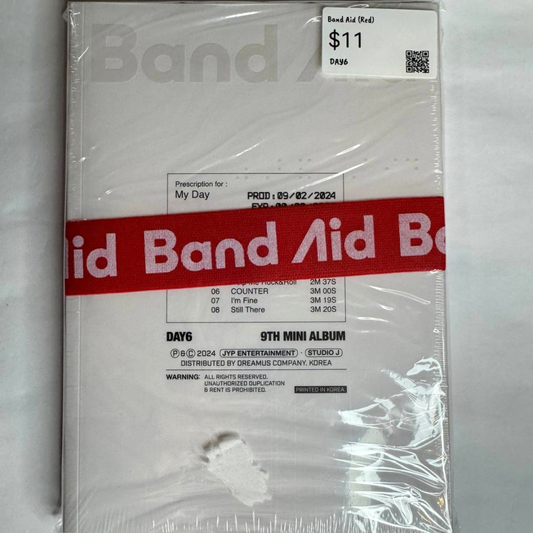 Band Aid (Red)
$11
DAY6
Band
Prescription for :
My Day
PROD:09/02/2024
id Band Aid Ba
Rock&Roll 2M 37S
06 COUNTER 3M 00S
07 I'm Fine 3M 19S
08 Still There 3M 20S
DAY6 9TH MINI ALBUM
Ⓟ&© 2024 JYP ENTERTAINMENT · STUDIO J
DISTRIBUTED BY DREAMUS COMPANY. KOREA
WARNING: ALL RIGHTS RESERVED.
UNAUTHORIZED DUPLICATION
& RENT IS PROHIBITED.
PRINTED IN KOREA